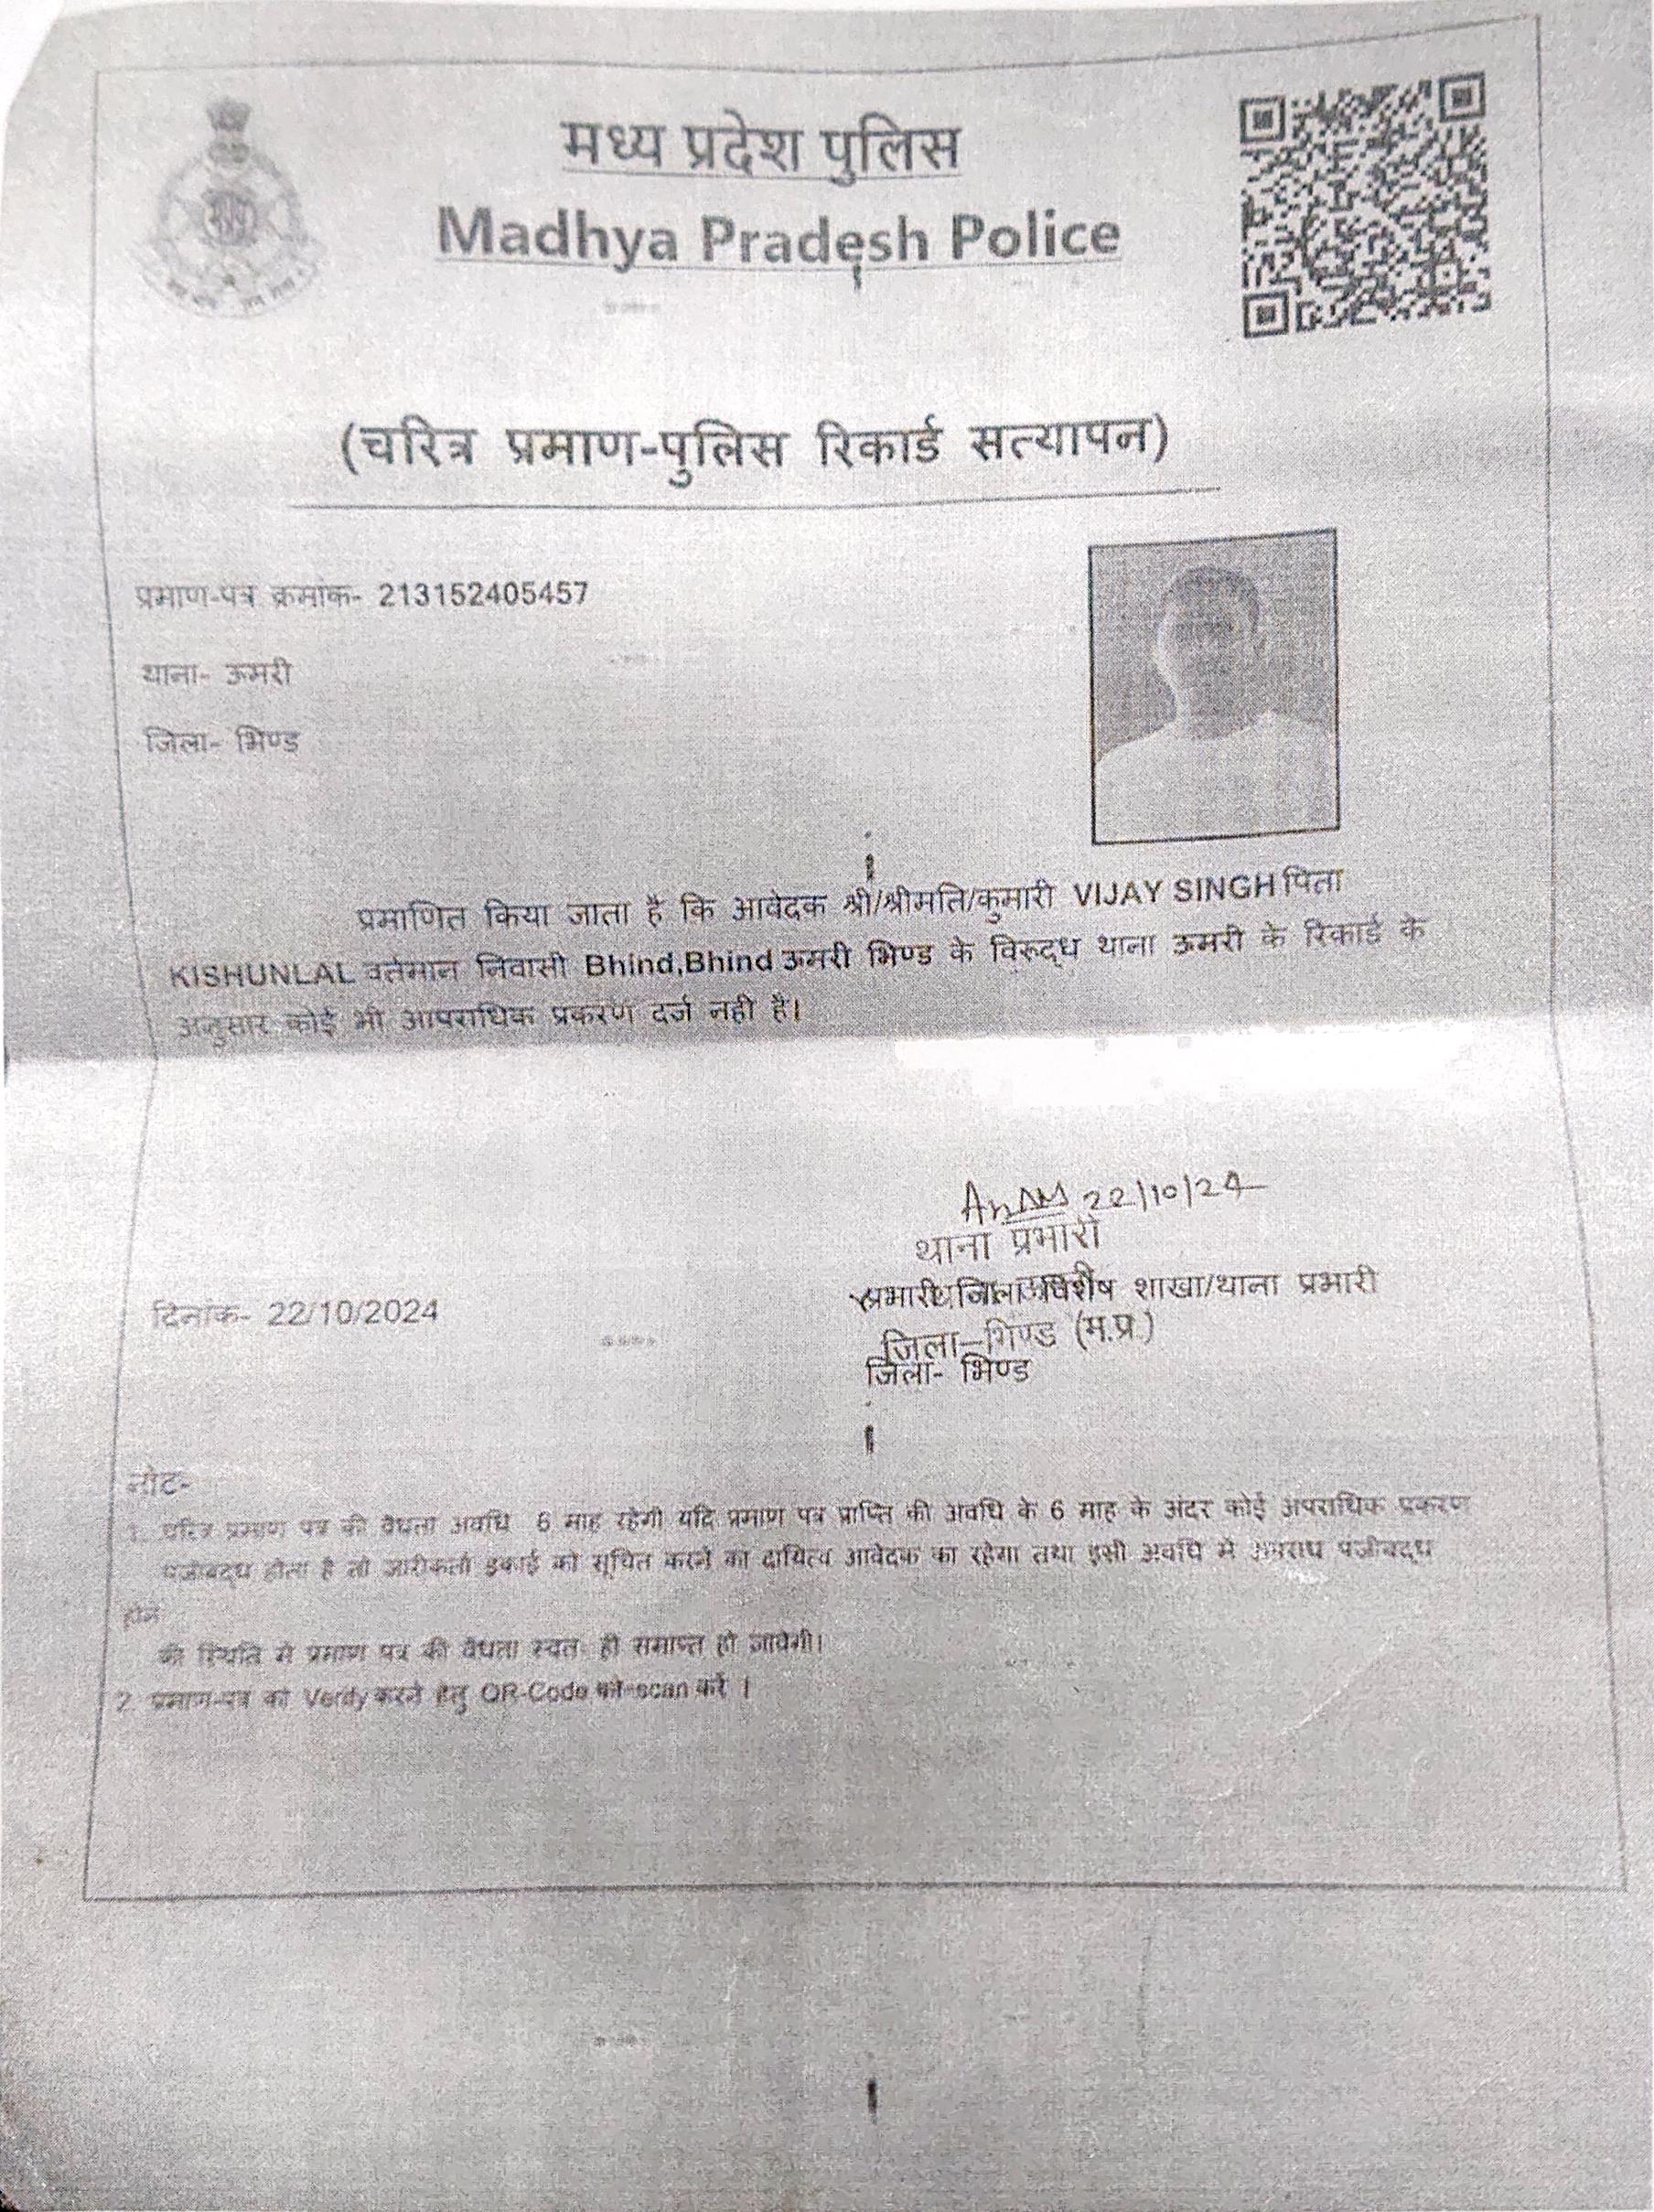 मध्य प्रदेश पुलिस
Madhya Pradesh Police
(चरित्र प्रमाण-पुलिस रिकार्ड सत्यापन)
प्रमाण-पत्र क्रमांक- 213152405457
थाना- ऊमरी
जिला- भिण्ड
प्रमाणित किया जाता है कि आवेदक श्री/श्रीमति/कुमारी VIJAY SINGH पिता
KISHUNLAL वर्तमान निवासी Bhind,Bhind ऊमरी भिण्ड के विरूद्ध थाना ऊमरी के रिकार्ड के
अनुसार कोई भी आपराधिक प्रकरण दर्ज नही है।
22/10/24
थाना प्रभारी
प्रभारी जिला विशेष शाखा/थाना प्रभारी
दिनांक- 22/10/2024
जिला–भिण्ड (म.प्र.)
जिला- भिण्ड
नोट-
1. चरित्र प्रमाण पत्र की वैधता अवधि 6 माह रहेगी यदि प्रमाण पत्र प्राप्ति की अवधि के 6 माह के अंदर कोई अपराधिक प्रकरण
पंजीबद्ध होता है तो जारीकर्ता इकाई को सूचित करने का दायित्व आवेदक का रहेगा तथा इसी अवधि में अपराध पंजीबद्ध
होने
की स्थिति में प्रमाण पत्र की वैधता स्वतः ही समाप्त हो जावेगी।
2. प्रमाण-पत्र को Verify करने हेतु QR-Code को scan करें ।